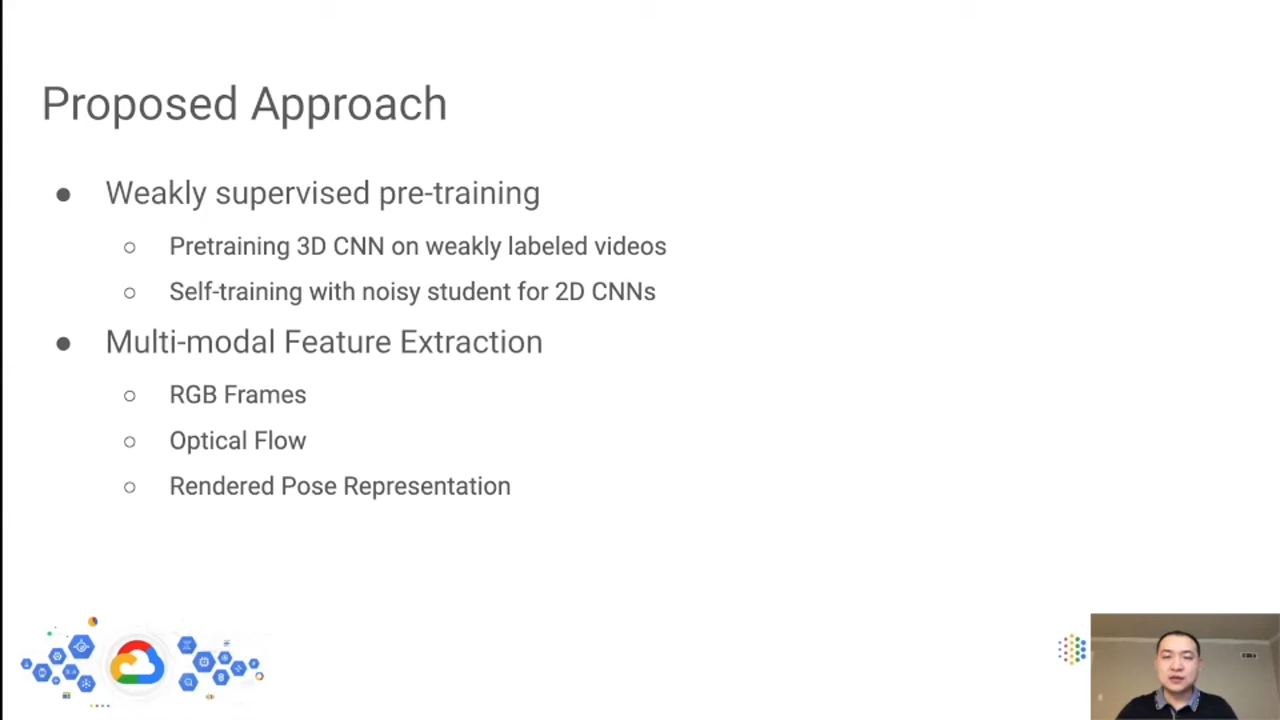 Proposed Approach
● Weakly supervised pre-training
○ Pretraining 3D CNN on weakly labeled videos
○ Self-training with noisy student for 2D CNNs
● Multi-modal Feature Extraction
○ RGB Frames
○ Optical Flow
○ Rendered Pose Representation